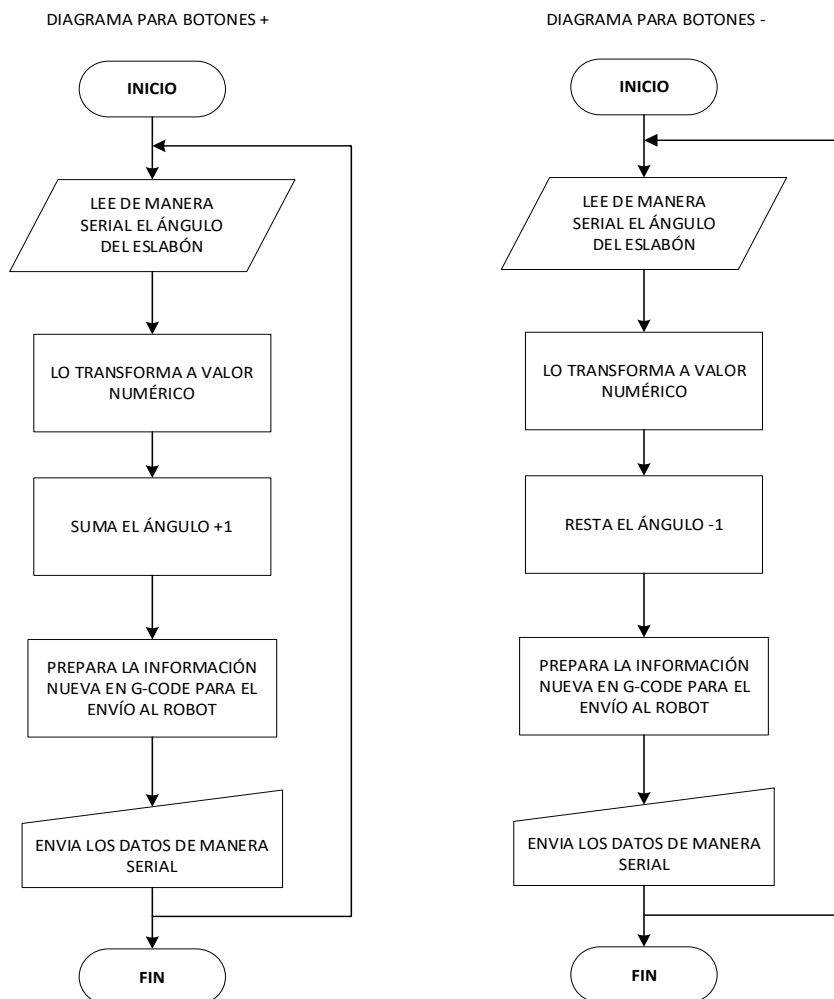 DIAGRAMA PARA BOTONES +
INICIO
LEE DE MANERA
SERIAL EL ÁNGULO
DEL ESLABÓN
LO TRANSFORMA A VALOR
NUMÉRICO
SUMA EL ÁNGULO +1
PREPARA LA INFORMACIÓN
NUEVA EN G-CODE PARA EL
ENVÍO AL ROBOT
ENVIA LOS DATOS DE MANERA
SERIAL
FIN
DIAGRAMA PARA BOTONES -
INICIO
LEE DE MANERA
SERIAL EL ÁNGULO
DEL ESLABÓN
LO TRANSFORMA A VALOR
NUMÉRICO
RESTA EL ÁNGULO -1
PREPARA LA INFORMACIÓN
NUEVA EN G-CODE PARA EL
ENVÍO AL ROBOT
ENVIA LOS DATOS DE MANERA
SERIAL
FIN